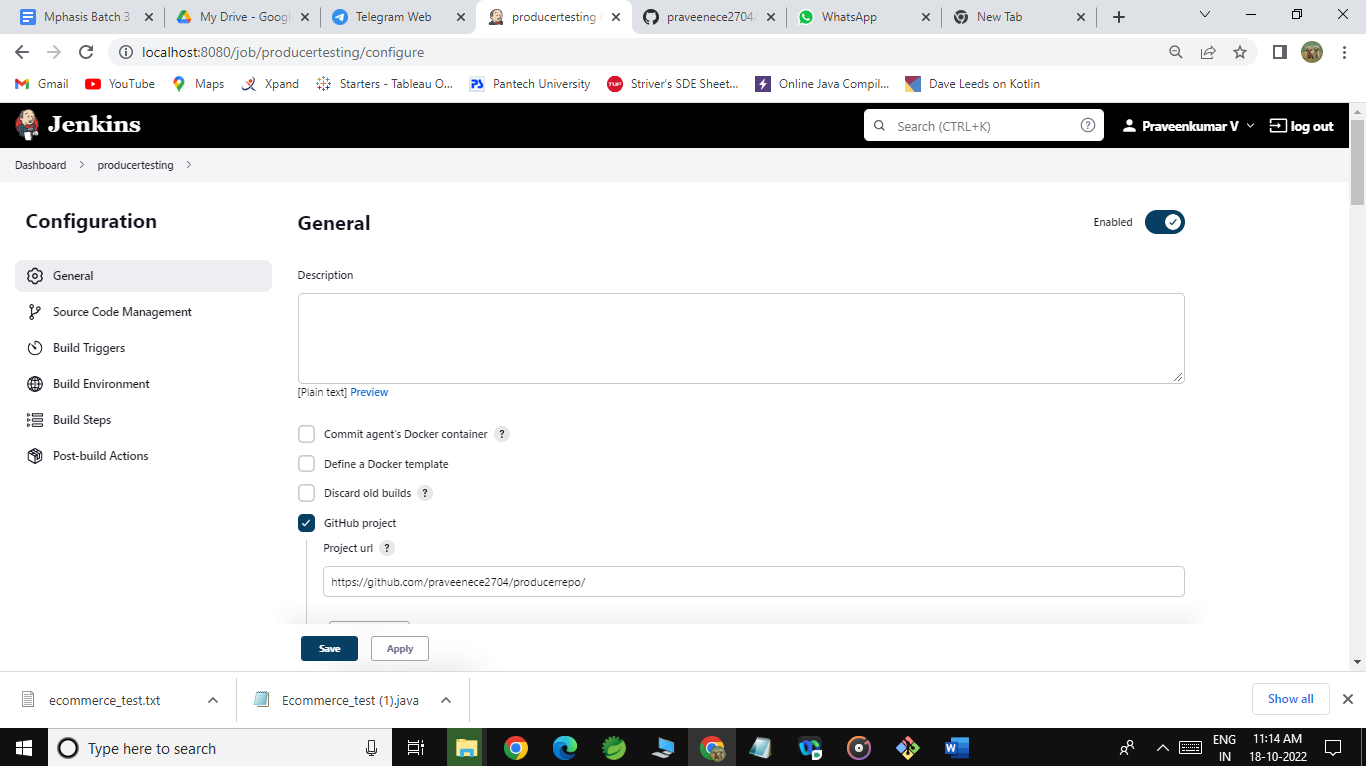 Mphasis Batch 3
My Drive - Googl
Telegram Web
producertesting
praveenece2704/
WhatsApp
New Tab
localhost:8080/job/producertesting/configure
Gmail
YouTube
Maps
Xpand
Starters - Tableau O...
Pantech University
Striver's SDE Sheet...
Online Java Compil...
Dave Leeds on Kotlin
Jenkins
Search (CTRL+K)
?
Praveenkumar V
log out
Dashboard
producertesting
Configuration
General
Source Code Management
Build Triggers
Build Environment
Build Steps
Post-build Actions
General
Enabled
Description
[Plain text] Preview
Commit agent's Docker container ?
Define a Docker template
Discard old builds ?
GitHub project
Project url ?
https://github.com/praveenece2704/producerrepo/
Save
Apply
ecommerce_test.txt
Ecommerce_test (1).java
Show all
Type here to search
ENG
IN
11:14 AM
18-10-2022